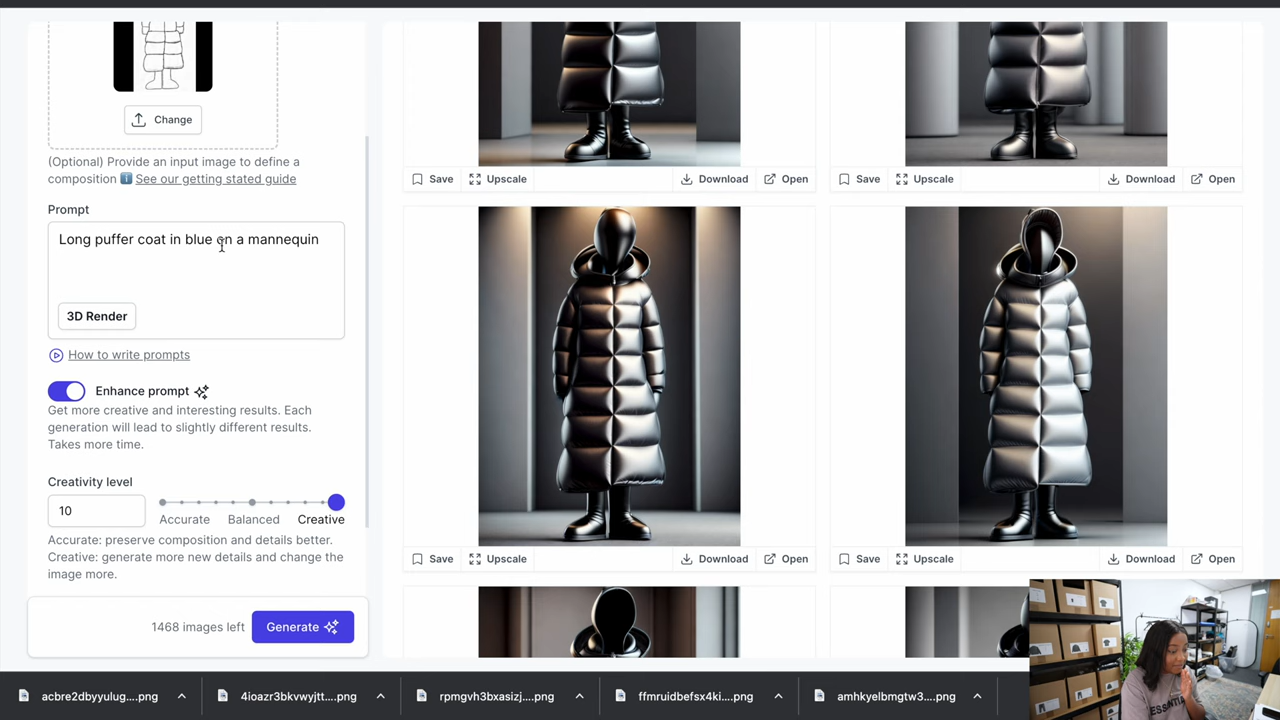 Change
(Optional) Provide an input image to define a
composition ℹ️ See our getting stated guide
Prompt
Long puffer coat in blue on a mannequin
3D Render
How to write prompts
Enhance prompt
Get more creative and interesting results. Each
generation will lead to slightly different results.
Takes more time.
Creativity level
10
Accurate Balanced Creative
Accurate: preserve composition and details better.
Creative: generate more new details and change the
image more.
1468 images left Generate
Save Upscale Download Open
Save Upscale Download Open
Save Upscale Download Open
Save Upscale Download Open
ESSENTIA
acbre2dbyyulug....png
4ioazr3bkvwyjtt....png
rpmgvh3bxasizj....png
ffmruidbefsx4ki....png
amhkyelbmgtw3....png